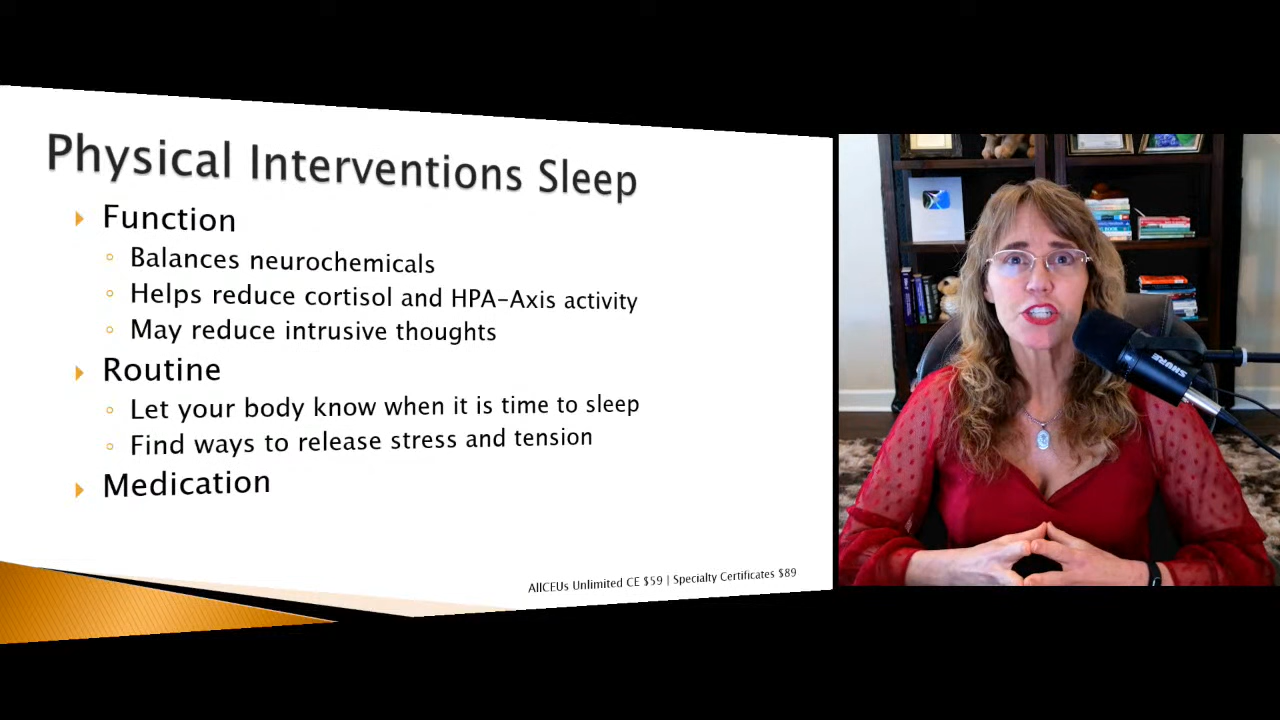 Physical Interventions Sleep
Function
Balances neurochemicals
Helps reduce cortisol and HPA-Axis activity
May reduce intrusive thoughts
Routine
Let your body know when it is time to sleep
Find ways to release stress and tension
Medication
AllCEUs Unlimited CE $59 | Specialty Certificates $89
SHURE